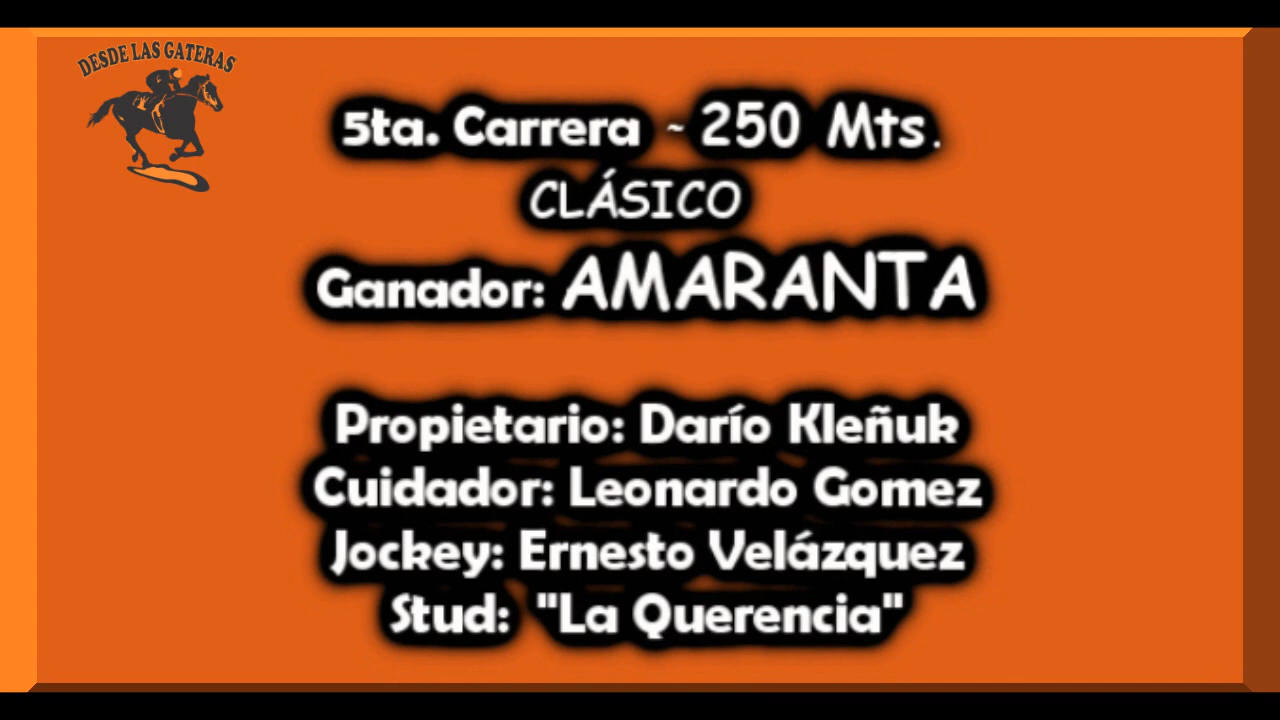 DESDE LAS GATERAS
5ta. Carrera ~ 250 Mts.
CLÁSICO
Ganador: AMARANTA
Propietario: Darío Kleñuk
Cuidador: Leonardo Gomez
Jockey: Ernesto Velázquez
Stud: "La Querencia"